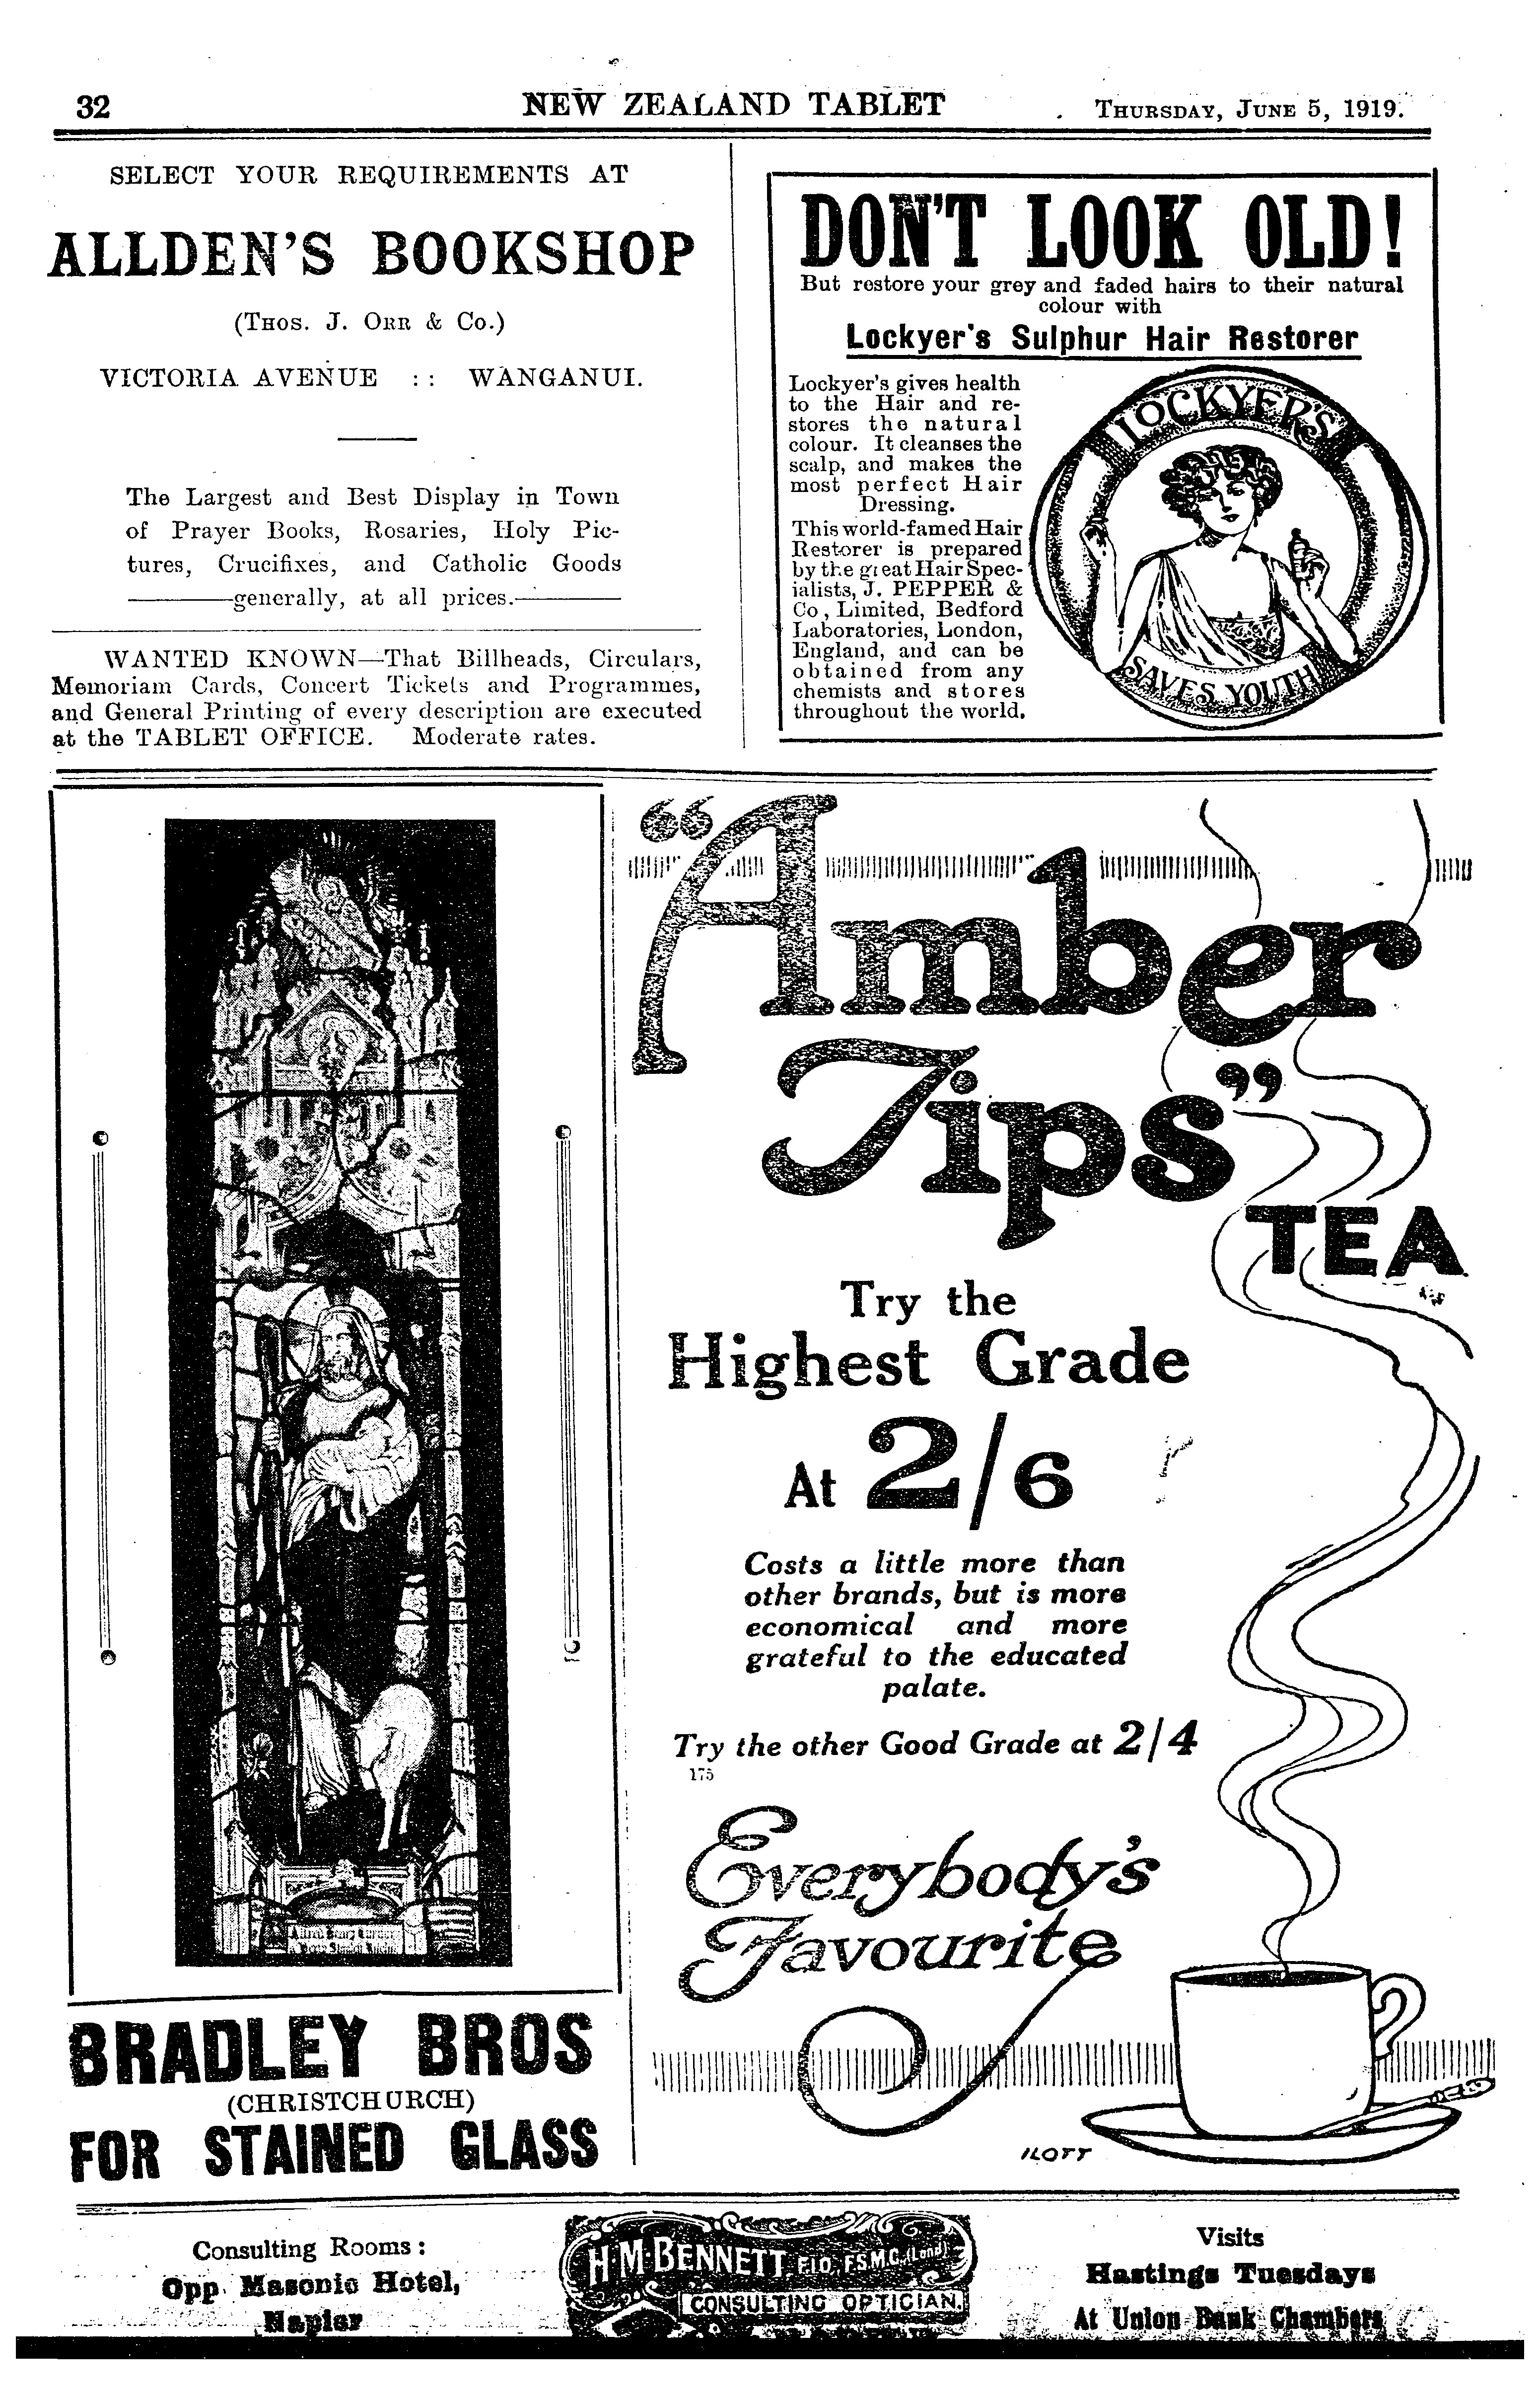 32
NEW ZEALAND TABLET
THURSDAY, JUNE 5, 1919.
SELECT YOUR REQUIREMENTS AT
ALLDEN'S BOOKSHOP
(THOS. J. ORR & Co.)
VICTORIA AVENUE :: WANGANUI.
The Largest and Best Display in Town
of Prayer Books, Rosaries, Holy Pic-
tures, Crucifixes, and Catholic Goods
generally, at all prices.
WANTED KNOWN—That Billheads, Circulars,
Memoriam Cards, Concert Tickets and Programmes,
and General Printing of every description are executed
at the TABLET OFFICE. Moderate rates.
DON'T LOOK OLD!
But restore your grey and faded hairs to their natural
colour with
Lockyer's Sulphur Hair Restorer
Lockyer's gives health
to the Hair and re-
stores the natural
colour. It cleanses the
scalp, and makes the
most perfect Hair
Dressing.
This world-famed Hair
Restorer is prepared
by the great Hair Spec-
ialists, J. PEPPER &
Co, Limited, Bedford
Laboratories, London,
England, and can be
obtained from any
chemists and stores
throughout the world.
LOCKYER'S
SAVES YOUTH
BRADLEY BROS
(CHRISTCHURCH)
FOR STAINED GLASS
"Amber
Tips"
TEA
Try the
Highest Grade
At 2/6
Costs a little more than
other brands, but is more
economical and more
grateful to the educated
palate.
Try the other Good Grade at 2/4
175
Everybody's
Favourite
ILOTT
Consulting Rooms:
Opp. Masonic Hotel,
Napier
H.M. BENNETT F.I.O., F.S.M.C. (Lond)
CONSULTING OPTICIAN.
Visits
Hastings Tuesdays
At Union Bank Chambers